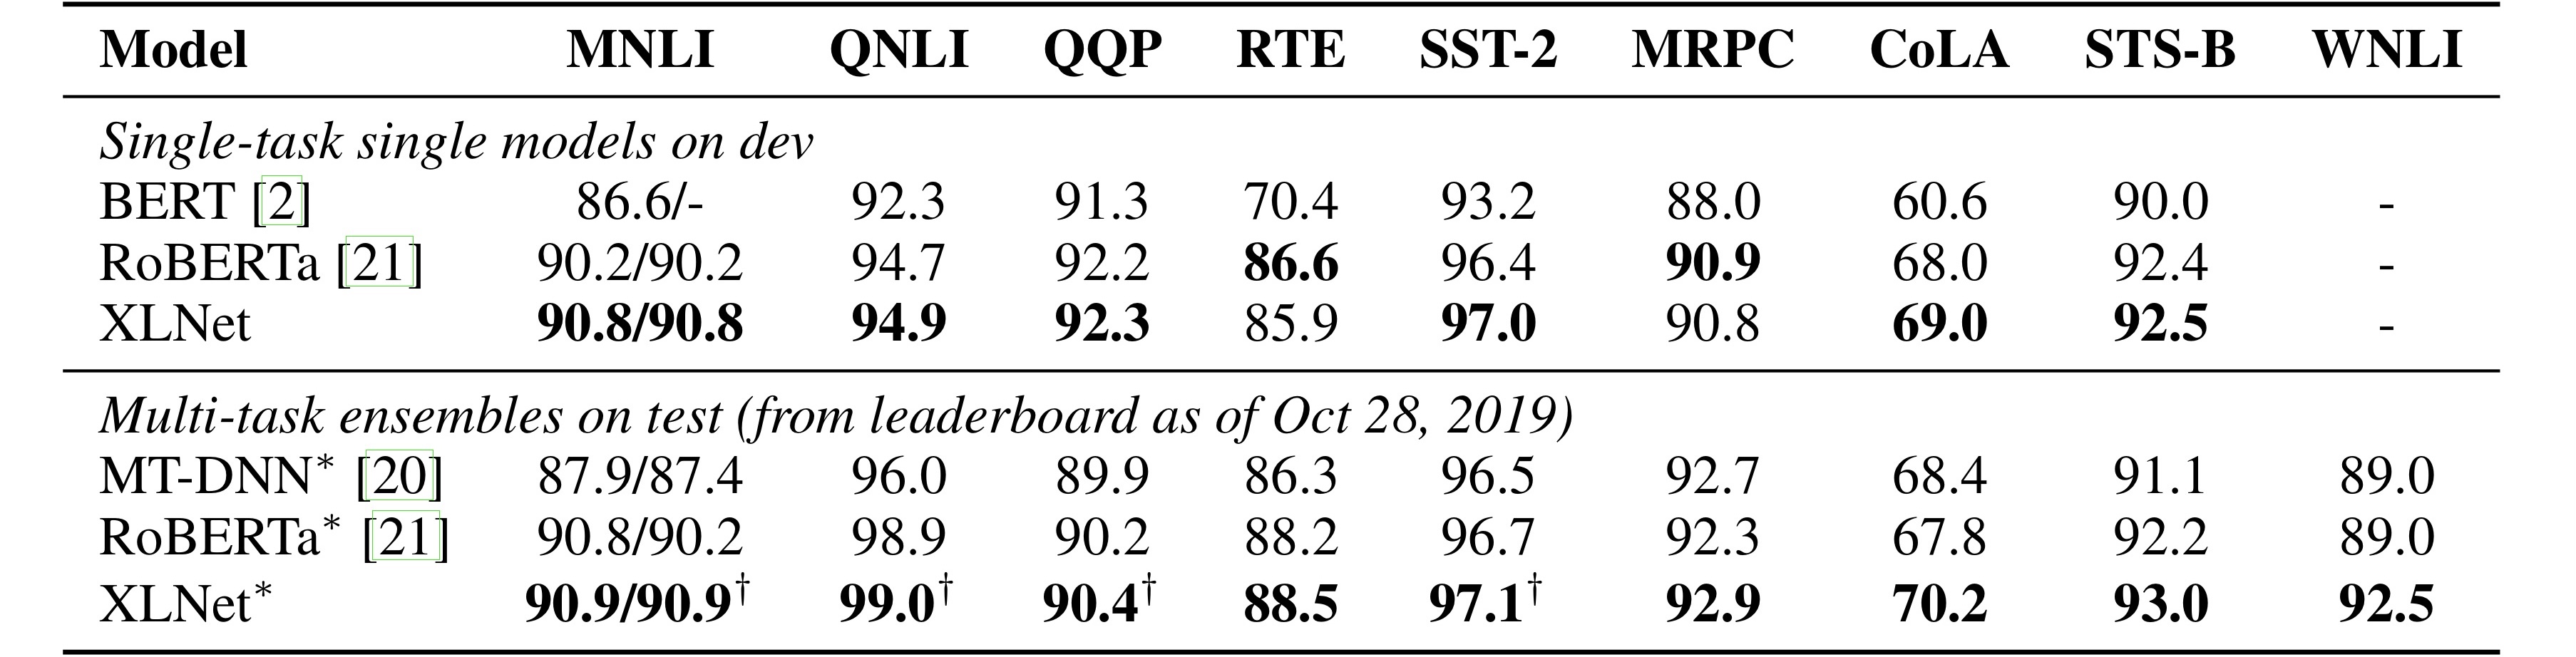 Model MNLI QNLI QQP RTE SST-2 MRPC CoLA STS-B WNLI
Single-task single models on dev
BERT [2] 86.6/- 92.3 91.3 70.4 93.2 88.0 60.6 90.0 -
RoBERTa [21] 90.2/90.2 94.7 92.2 86.6 96.4 90.9 68.0 92.4 -
XLNet 90.8/90.8 94.9 92.3 85.9 97.0 90.8 69.0 92.5 -
Multi-task ensembles on test (from leaderboard as of Oct 28, 2019)
MT-DNN* [20] 87.9/87.4 96.0 89.9 86.3 96.5 92.7 68.4 91.1 89.0
RoBERTa* [21] 90.8/90.2 98.9 90.2 88.2 96.7 92.3 67.8 92.2 89.0
XLNet* 90.9/90.9† 99.0† 90.4† 88.5 97.1† 92.9 70.2 93.0 92.5